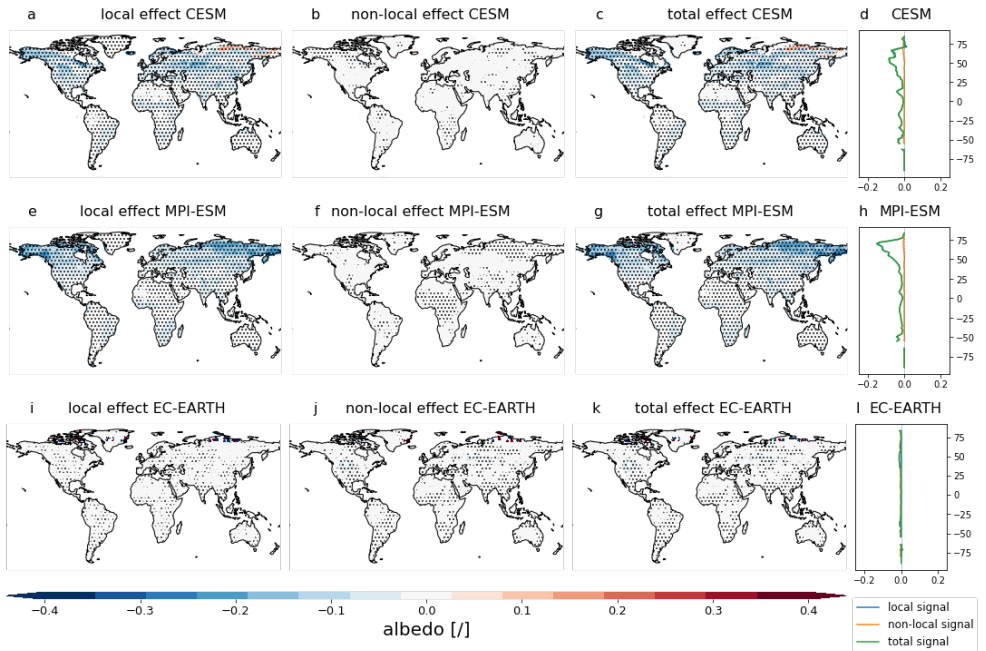 a local effect CESM b non-local effect CESM c total effect CESM d CESM
75
50
25
0
−25
−50
−75
−0.2 0.0 0.2
e local effect MPI-ESM f non-local effect MPI-ESM g total effect MPI-ESM h MPI-ESM
75
50
25
0
−25
−50
−75
−0.2 0.0 0.2
i local effect EC-EARTH j non-local effect EC-EARTH k total effect EC-EARTH l EC-EARTH
75
50
25
0
−25
−50
−75
−0.2 0.0 0.2
−0.4 −0.3 −0.2 −0.1 0.0 0.1 0.2 0.3 0.4
albedo [/]
local signal
non-local signal
total signal